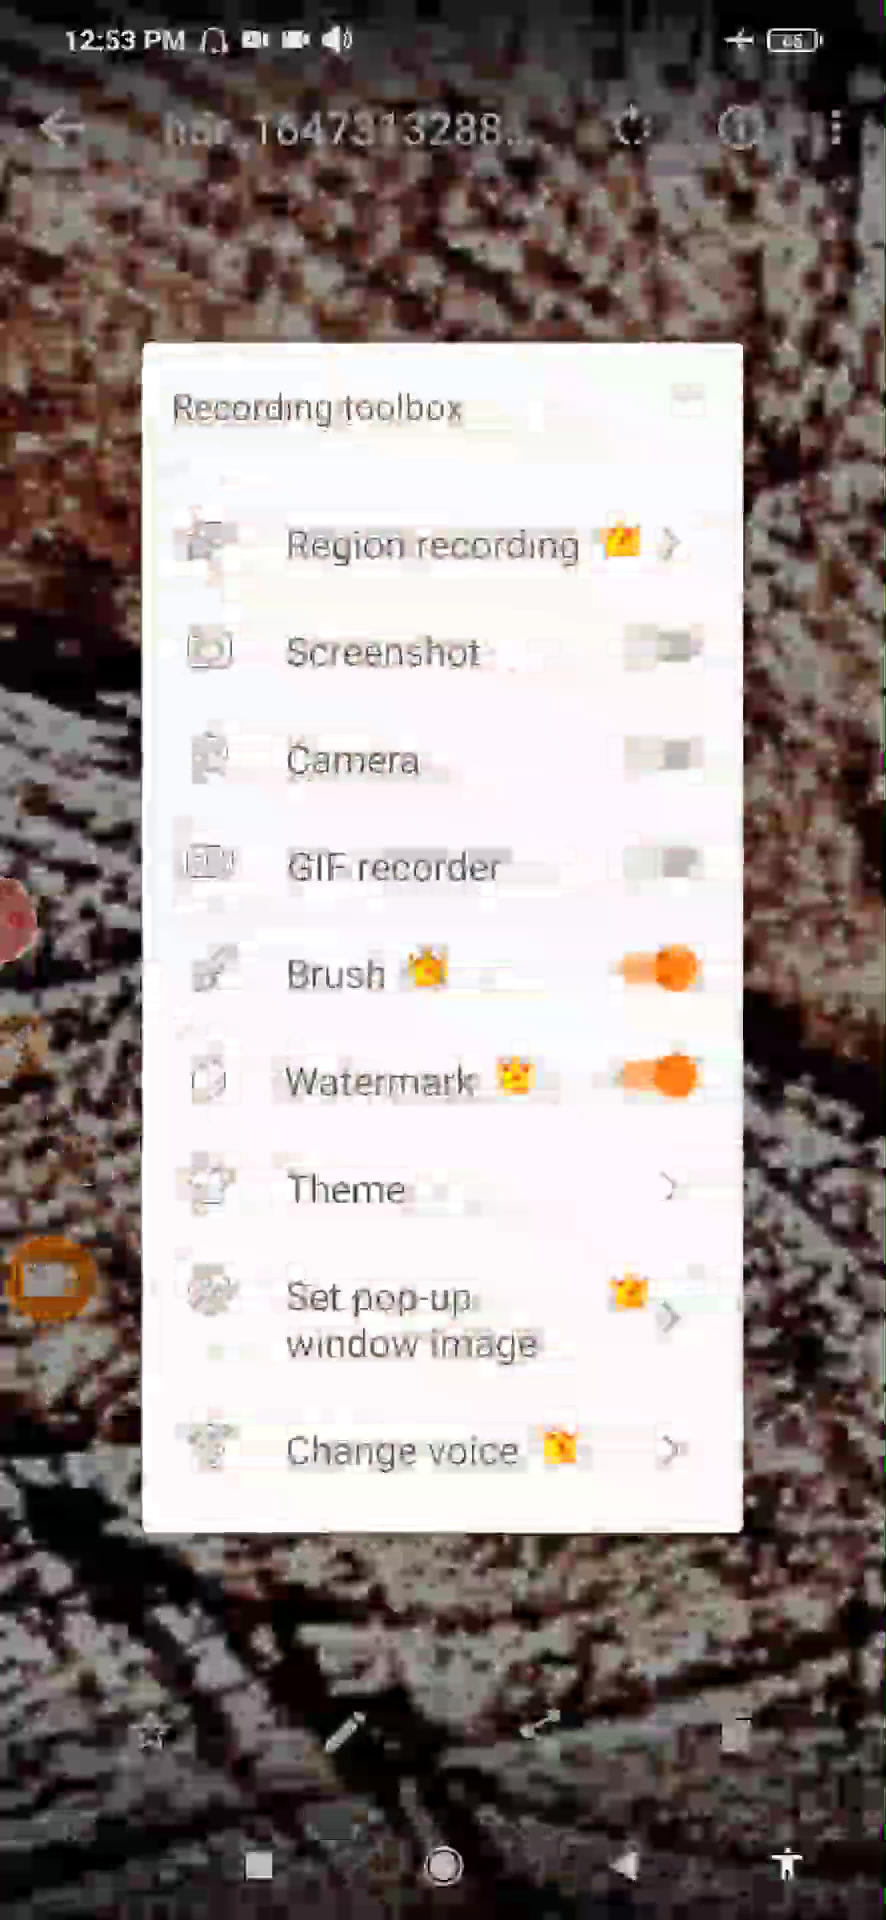 12:53 PM
hdr_1647313288...
Recording toolbox
Region recording
Screenshot
Camera
GIF recorder
Brush
Watermark
Theme
Set pop-up
window image
Change voice